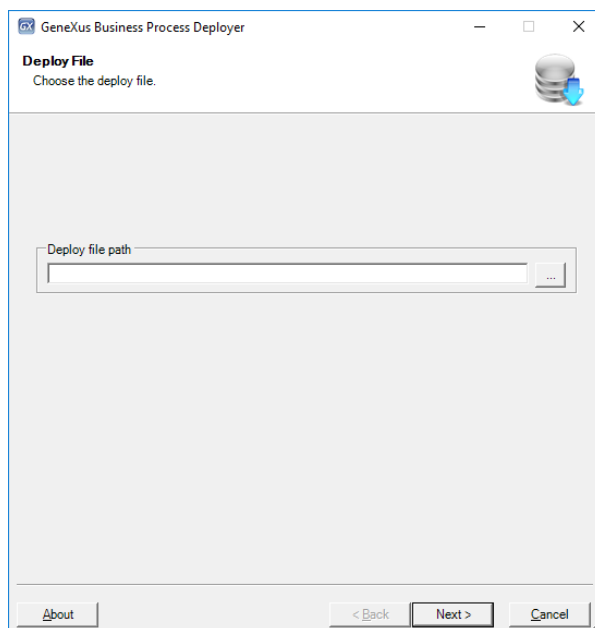 GX GeneXus Business Process Deployer
Deploy File
Choose the deploy file.
Deploy file path
...
About < Back Next > Cancel